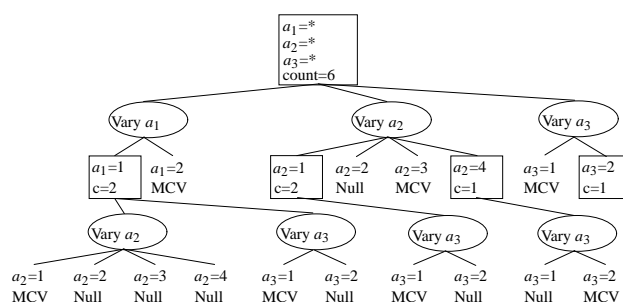 a1=*
a2=*
a3=*
count=6
Vary a1 Vary a2 Vary a3
a1=1 a1=2 a2=1 a2=2 a2=3 a2=4 a3=1 a3=2
c=2 MCV c=2 Null MCV c=1 MCV c=1
Vary a2 Vary a3 Vary a3 Vary a3
a2=1 a2=2 a2=3 a2=4 a3=1 a3=2 a3=1 a3=2 a3=1 a3=2
MCV Null Null Null MCV Null MCV Null Null MCV